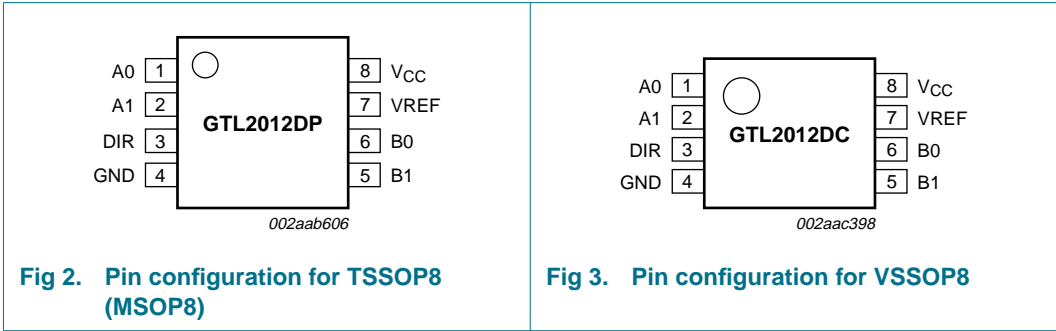 A0 1 8 VCC
A1 2 7 VREF
DIR 3 6 B0
GND 4 5 B1
GTL2012DP
002aab606
Fig 2. Pin configuration for TSSOP8
(MSOP8)
A0 1 8 VCC
A1 2 7 VREF
DIR 3 6 B0
GND 4 5 B1
GTL2012DC
002aac398
Fig 3. Pin configuration for VSSOP8